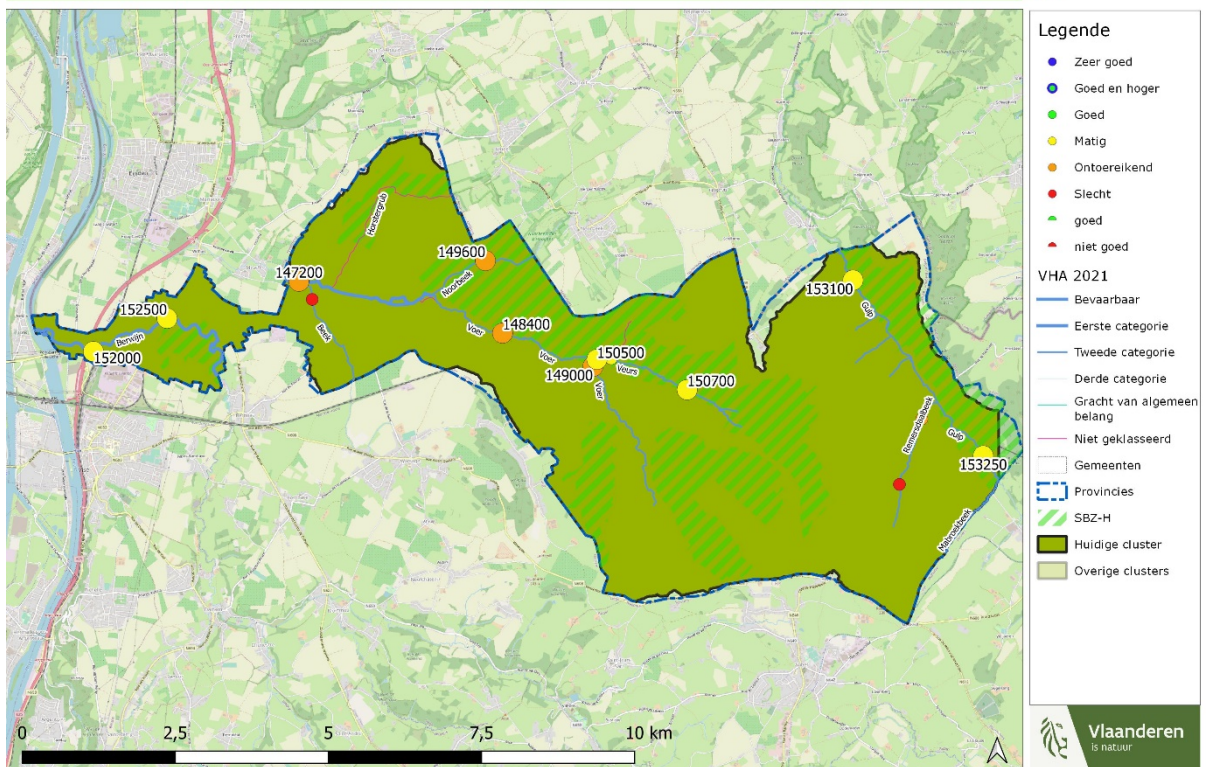 Eijsden
Horstergrub
149600
Noorbeek
147200
152500
Berwijn
152000
Beek
Voer
148400
Voer
150500
149000
Veurs
Voer
150700
153100
Gulp
Remersdaalbeek
Gulp
153250
Mabroekbeek
0
2,5
5
7,5
10 km
Legende
Zeer goed
Goed en hoger
Goed
Matig
Ontoereikend
Slecht
goed
niet goed
VHA 2021
Bevaarbaar
Eerste categorie
Tweede categorie
Derde categorie
Gracht van algemeen
belang
Niet geklasseerd
Gemeenten
Provincies
SBZ-H
Huidige cluster
Overige clusters
Vlaanderen
is natuur